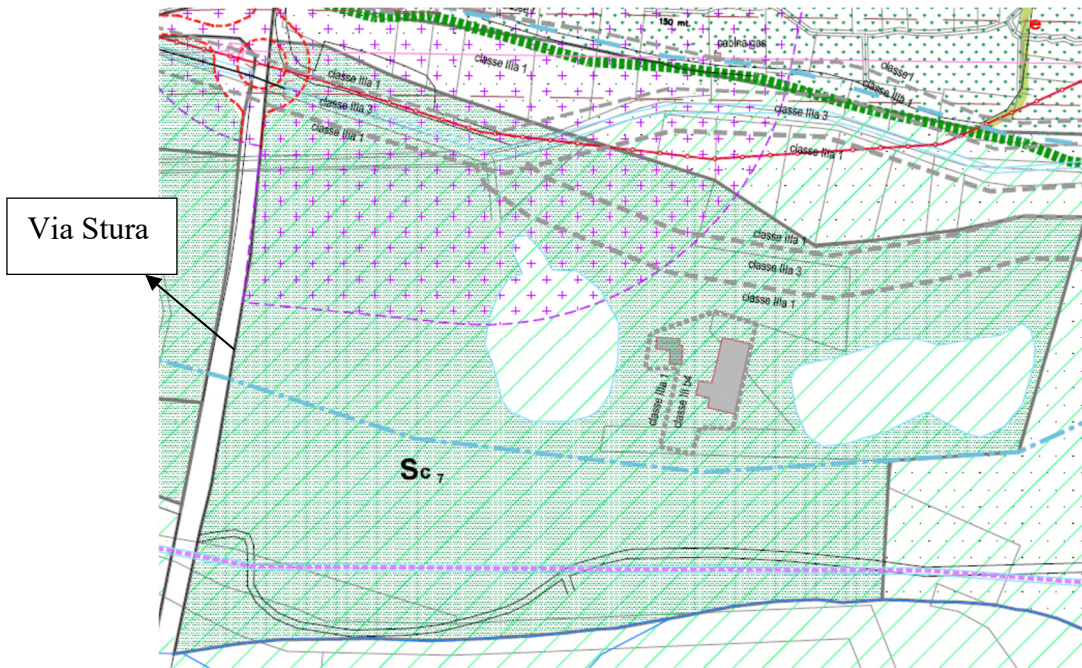 150 mt.
e
cabina gas
classe I
classe IIIa 1
classe IIIa 1
classe IIIa 1
classe IIIa 3
classe IIIa 3
classe IIIa 1
classe IIIa 1
Via Stura
classe IIIa 1
classe IIIa 3
classe IIIa 1
classe IIIa 1
classe III b4
Sc 7